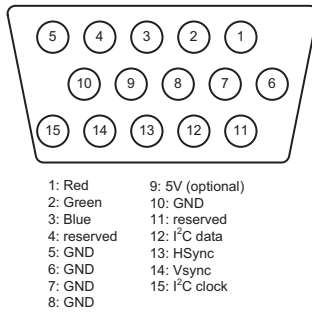 5 4 3 2 1
10 9 8 7 6
15 14 13 12 11
1: Red
2: Green
3: Blue
4: reserved
5: GND
6: GND
7: GND
8: GND
9: 5V (optional)
10: GND
11: reserved
12: I²C data
13: HSync
14: Vsync
15: I²C clock